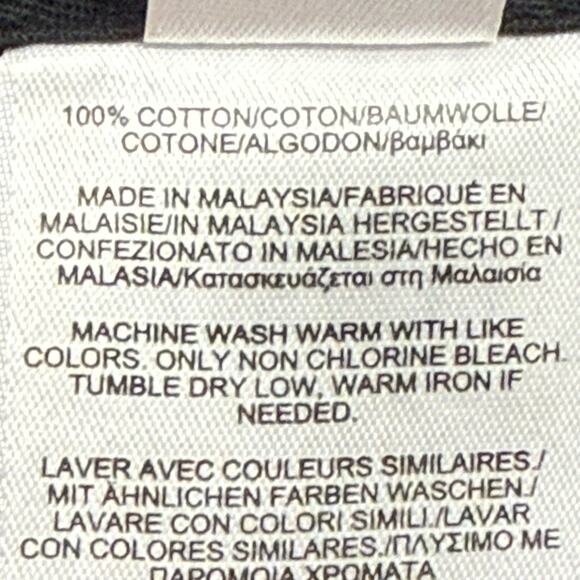 100% COTTON/COTON/BAUMWOLLE/
COTONE/ALGODON/βαμβάκι
MADE IN MALAYSIA/FABRIQUÉ EN
MALAISIE/IN MALAYSIA HERGESTELLT /
CONFEZIONATO IN MALESIA/HECHO EN
MALASIA/Κατασκευάζεται στη Μαλαισία
MACHINE WASH WARM WITH LIKE
COLORS. ONLY NON CHLORINE BLEACH.
TUMBLE DRY LOW, WARM IRON IF
NEEDED.
LAVER AVEC COULEURS SIMILAIRES./
MIT ÄHNLICHEN FARBEN WASCHEN./
LAVARE CON COLORI SIMILI./LAVAR
CON COLORES SIMILARES./ΠΛΥΣΙΜΟ ΜΕ
ΠΑΡΟΜΟΙΑ ΧΡΩΜΑΤΑ